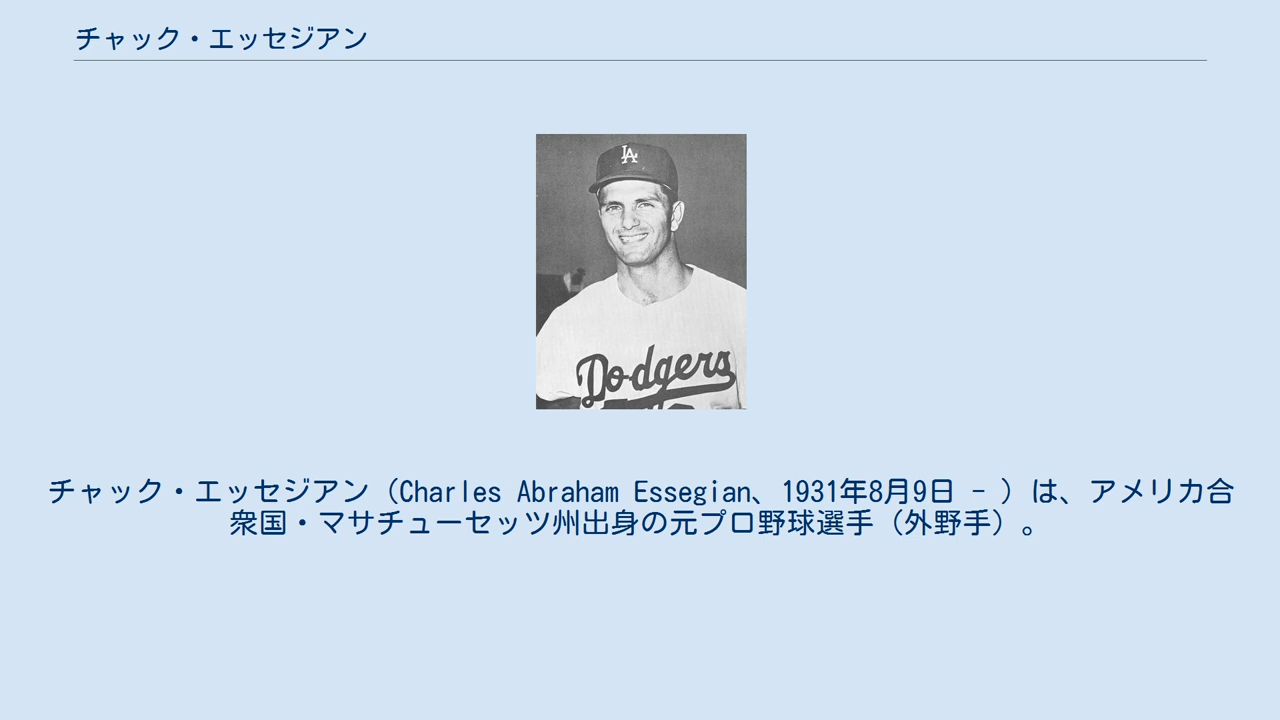 チャック・エッセジアン
LA
Dodgers
チャック・エッセジアン（Charles Abraham Essegian、1931年8月9日 - ）は、アメリカ合
衆国・マサチューセッツ州出身の元プロ野球選手（外野手）。